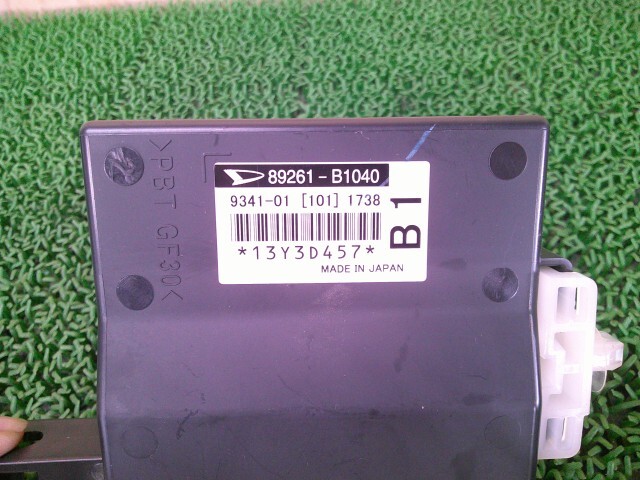 89261-B1040
9341-01 [101] 1738
B1
*13Y3D457*
MADE IN JAPAN
>PBT GF30<